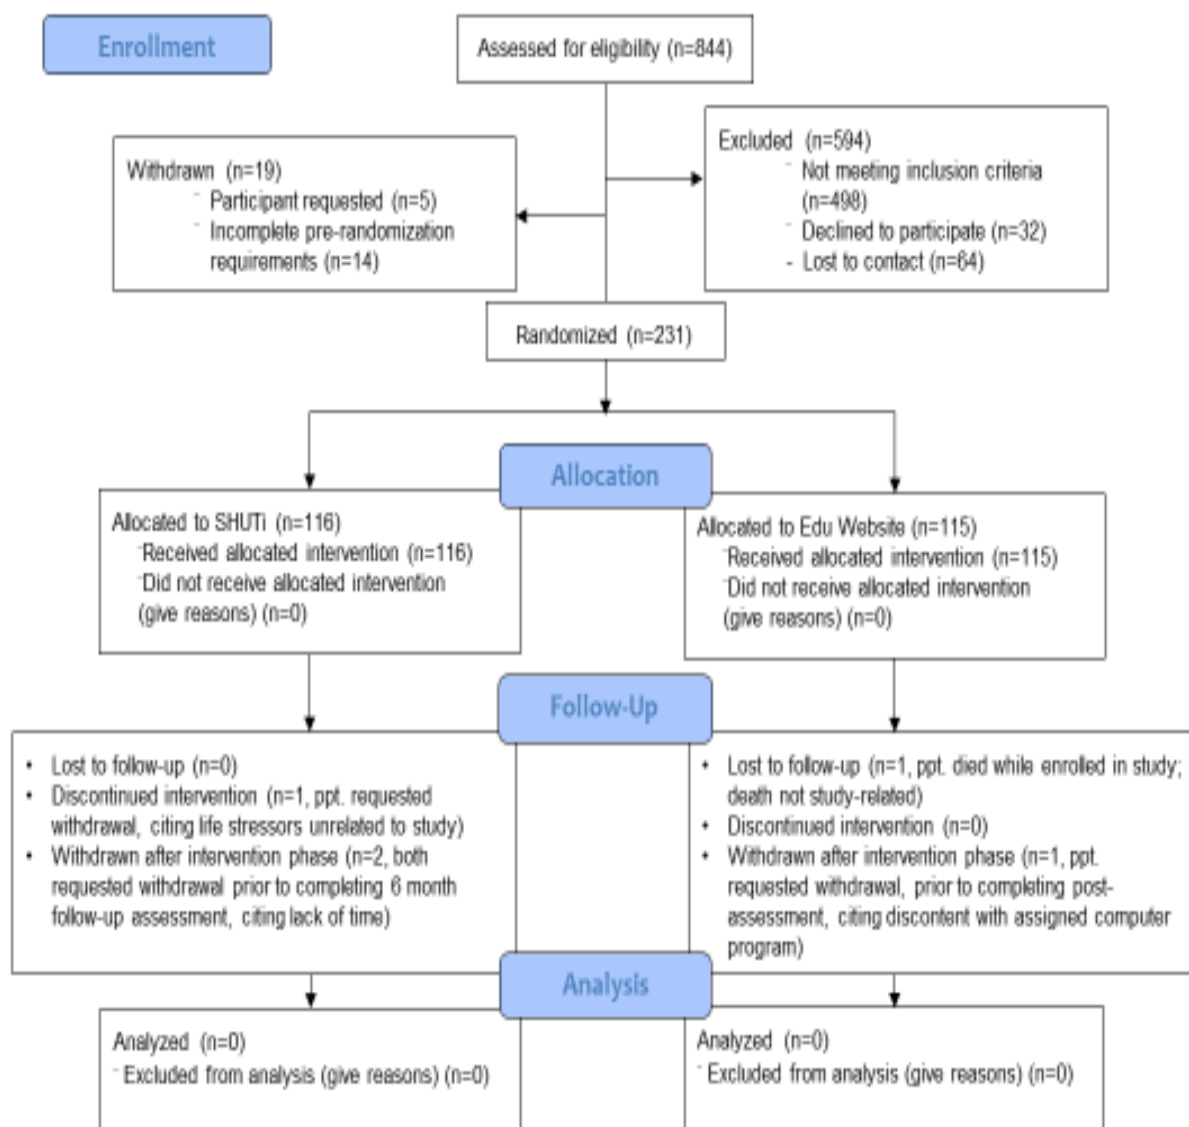 Enrollment
Assessed for eligibility (n=844)
Excluded (n=594)
- Not meeting inclusion criteria
(n=498)
- Declined to participate (n=32)
- Lost to contact (n=64)
Withdrawn (n=19)
- Participant requested (n=5)
- Incomplete pre-randomization
requirements (n=14)
Randomized (n=231)
Allocation
Allocated to SHUTi (n=116)
-Received allocated intervention (n=116)
-Did not receive allocated intervention
(give reasons) (n=0)
Allocated to Edu Website (n=115)
-Received allocated intervention (n=115)
-Did not receive allocated intervention
(give reasons) (n=0)
Follow-Up
• Lost to follow-up (n=0)
• Discontinued intervention (n=1, ppt. requested
withdrawal, citing life stressors unrelated to study)
• Withdrawn after intervention phase (n=2, both
requested withdrawal prior to completing 6 month
follow-up assessment, citing lack of time)
• Lost to follow-up (n=1, ppt. died while enrolled in study;
death not study-related)
• Discontinued intervention (n=0)
• Withdrawn after intervention phase (n=1, ppt.
requested withdrawal, prior to completing post-
assessment, citing discontent with assigned computer
program)
Analysis
Analyzed (n=0)
- Excluded from analysis (give reasons) (n=0)
Analyzed (n=0)
- Excluded from analysis (give reasons) (n=0)